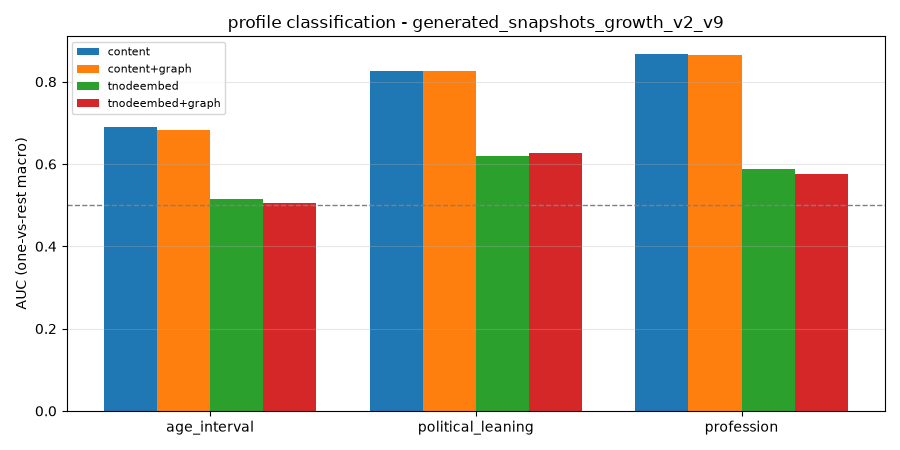 profile classification - generated_snapshots_growth_v2_v9
content
content+graph
tnodeembed
tnodeembed+graph
AUC (one-vs-rest macro)
0.8
0.6
0.4
0.2
0.0
age_interval
political_leaning
profession